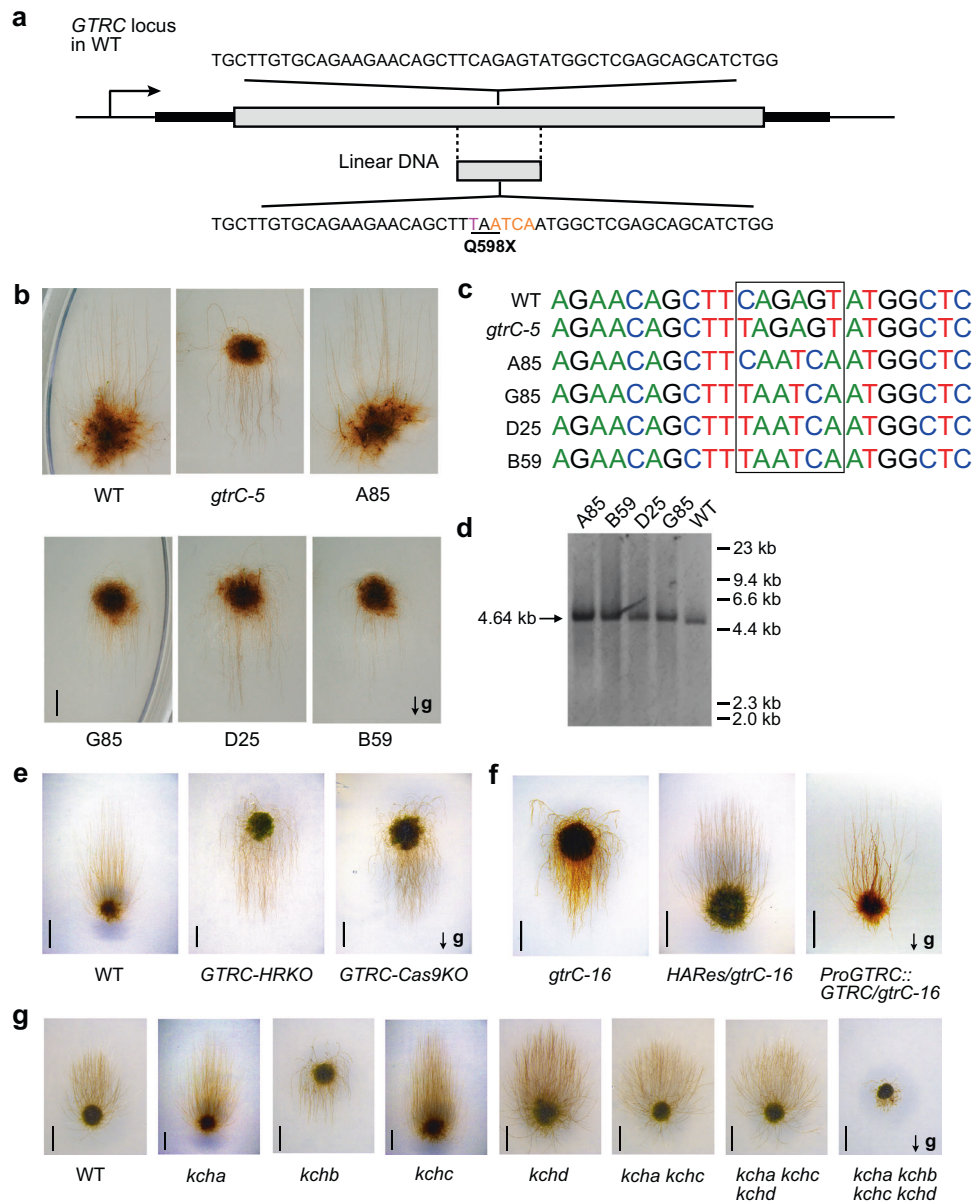 a
GTRC locus
in WT
TGCTTGTGCAGAAGAACAGCTTCAGAGTATGGCTCGAGCAGCATCTGG
Linear DNA
TGCTTGTGCAGAAGAACAGCTTTAATCAATGGCTCGAGCAGCATCTGG
Q598X
b
WT
gtrC-5
A85
G85
D25
B59
↓g
c
WT AGAACAGCTTCAGAGTATGGCTC
gtrC-5 AGAACAGCTTTAGAGTATGGCTC
A85 AGAACAGCTTCAATCAATGGCTC
G85 AGAACAGCTTTAATCAATGGCTC
D25 AGAACAGCTTTAATCAATGGCTC
B59 AGAACAGCTTTAATCAATGGCTC
d
A85 B59 D25 G85 WT
23 kb
9.4 kb
6.6 kb
4.64 kb
4.4 kb
2.3 kb
2.0 kb
e
WT
GTRC-HRKO
GTRC-Cas9KO
↓g
f
gtrC-16
HARes/gtrC-16
ProGTRC::
GTRC/gtrC-16
↓g
g
WT
kcha
kchb
kchc
kchd
kcha kchc
kcha kchc
kchd
kcha kchb
kchc kchd
↓g